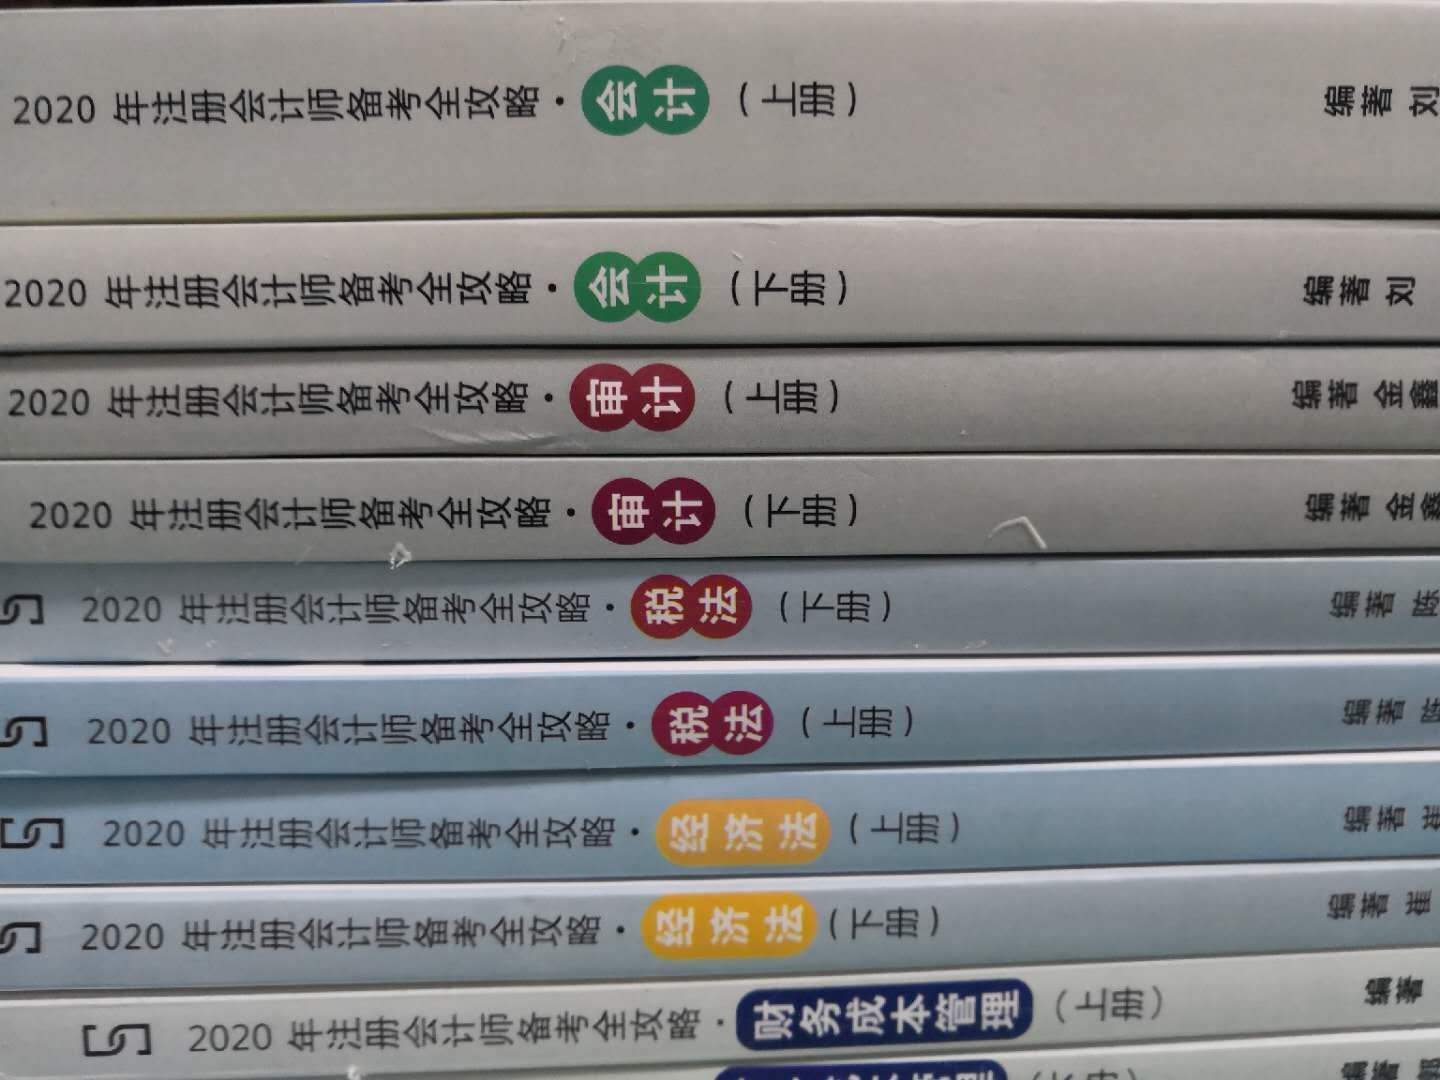 2020 年注册会计师备考全攻略·会计（上册） 编著 刘
2020 年注册会计师备考全攻略·会计（下册） 编著 刘
2020 年注册会计师备考全攻略·审计（上册） 编著 金鑫
2020 年注册会计师备考全攻略·审计（下册） 编著 金鑫
2020 年注册会计师备考全攻略·税法（下册） 编著 陈
2020 年注册会计师备考全攻略·税法（上册） 编著 陈
2020 年注册会计师备考全攻略·经济法（上册） 编著 崔
2020 年注册会计师备考全攻略·经济法（下册） 编著 崔
2020 年注册会计师备考全攻略·财务成本管理（上册） 编著